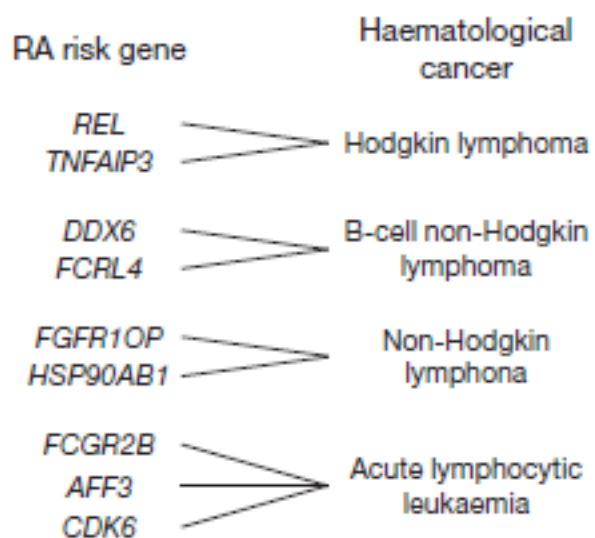 RA risk gene
Haematological
cancer
REL
TNFAIP3
Hodgkin lymphoma
DDX6
FCRL4
B-cell non-Hodgkin
lymphoma
FGFR1OP
HSP90AB1
Non-Hodgkin
lymphona
FCGR2B
AFF3
CDK6
Acute lymphocytic
leukaemia